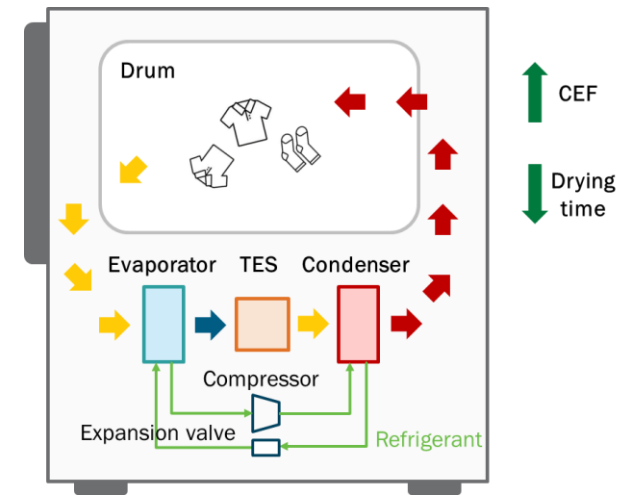 Drum
CEF
Drying
time
Evaporator TES Condenser
Compressor
Expansion valve
Refrigerant